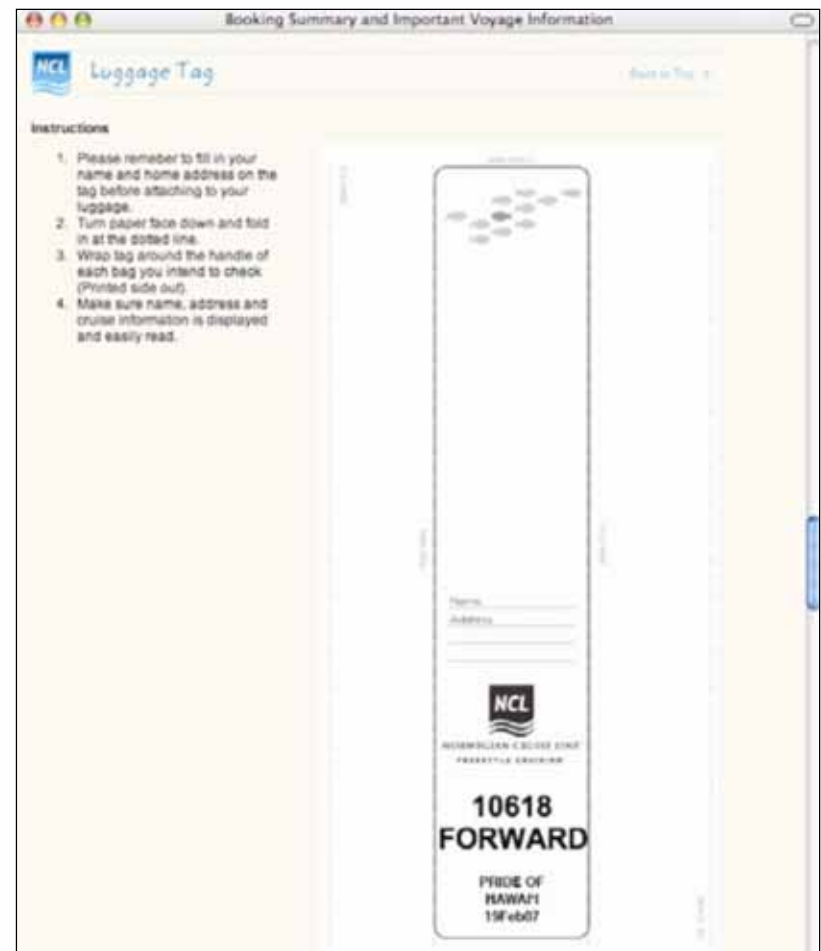 Booking Summary and Important Voyage Information
NCL
Luggage Tag
Back to Top
Instructions
1. Please remeber to fill in your
name and home address on the
tag before attaching to your
luggage.
2. Turn paper face down and fold
in at the dotted line.
3. Wrap tag around the handle of
each bag you intend to check
(Printed side out).
4. Make sure name, address and
cruise information is displayed
and easily read.
Name
Address
NCL
NORWEGIAN CRUISE LINE
FREESTYLE CRUISING
10618
FORWARD
PRIDE OF
HAWAI'I
19Feb07